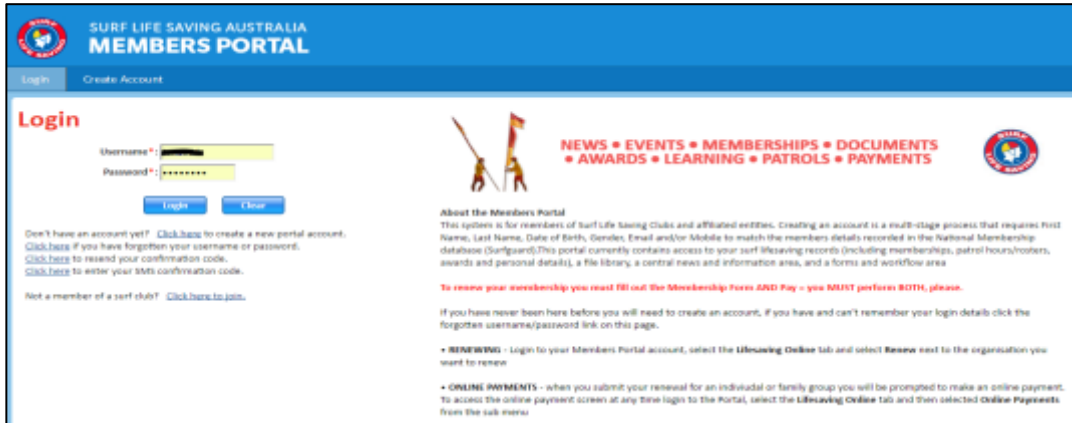 SURF LIFE SAVING AUSTRALIA
MEMBERS PORTAL
Login
Create Account
Login
Username*:
Password*: ••••••••
Login
Clear
Don't have an account yet? Click here to create a new portal account.
Click here if you have forgotten your username or password.
Click here to resend your confirmation code.
Click here to enter your SMS confirmation code.
Not a member of a surf club? Click here to join.
NEWS • EVENTS • MEMBERSHIPS • DOCUMENTS
• AWARDS • LEARNING • PATROLS • PAYMENTS
SURF
LIFE SAVING
About the Members Portal
This system is for members of Surf Life Saving Clubs and affiliated entities. Creating an account is a multi-stage process that requires First
Name, Last Name, Date of Birth, Gender, Email and/or Mobile to match the members details recorded in the National Membership
database (Surfguard).This portal currently contains access to your surf lifesaving records (including memberships, patrol hours/rosters,
awards and personal details), a file library, a central news and information area, and a forms and workflow area
To renew your membership you must fill out the Membership Form AND Pay - you MUST perform BOTH, please.
If you have never been here before you will need to create an account, if you have and can't remember your login details click the
forgotten username/password link on this page.
• RENEWING - Login to your Members Portal account, select the Lifesaving Online tab and select Renew next to the organisation you
want to renew
• ONLINE PAYMENTS - when you submit your renewal for an indiviudal or family group you will be prompted to make an online payment.
To access the online payment screen at any time login to the Portal, select the Lifesaving Online tab and then selected Online Payments
from the sub menu